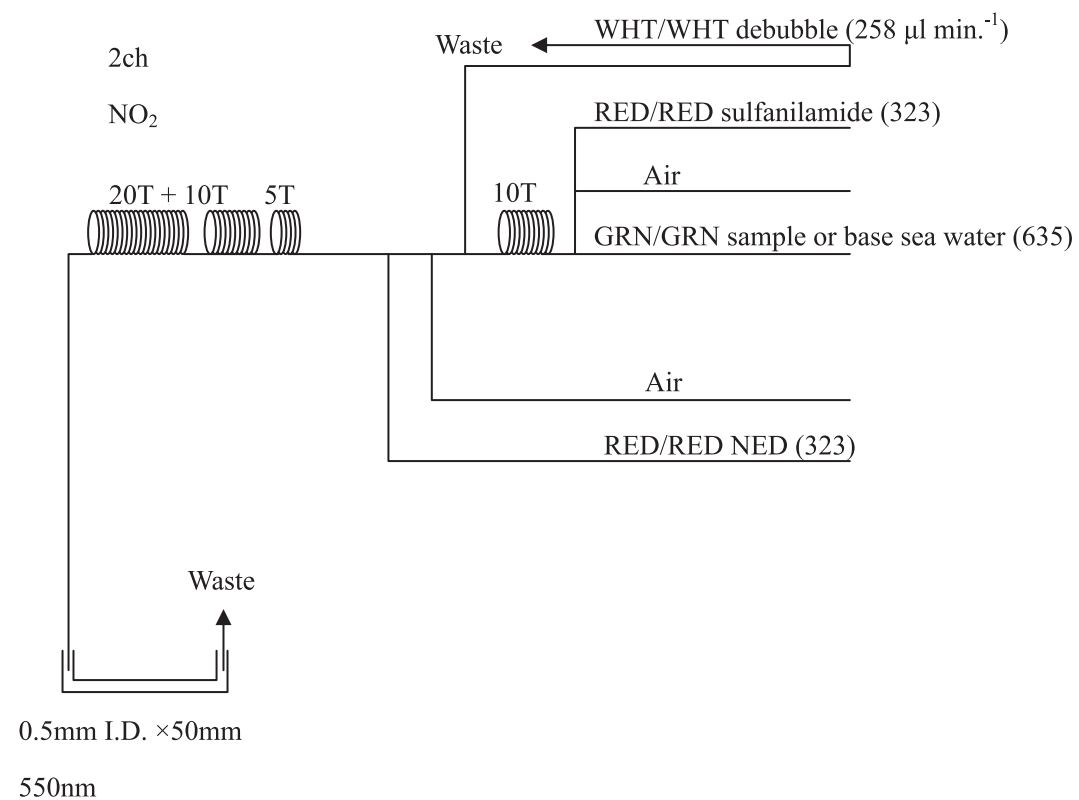 2ch
NO₂
Waste
WHT/WHT debubble (258 μl min.⁻¹)
RED/RED sulfanilamide (323)
Air
20T + 10T
5T
10T
GRN/GRN sample or base sea water (635)
Air
RED/RED NED (323)
Waste
0.5mm I.D. ×50mm
550nm